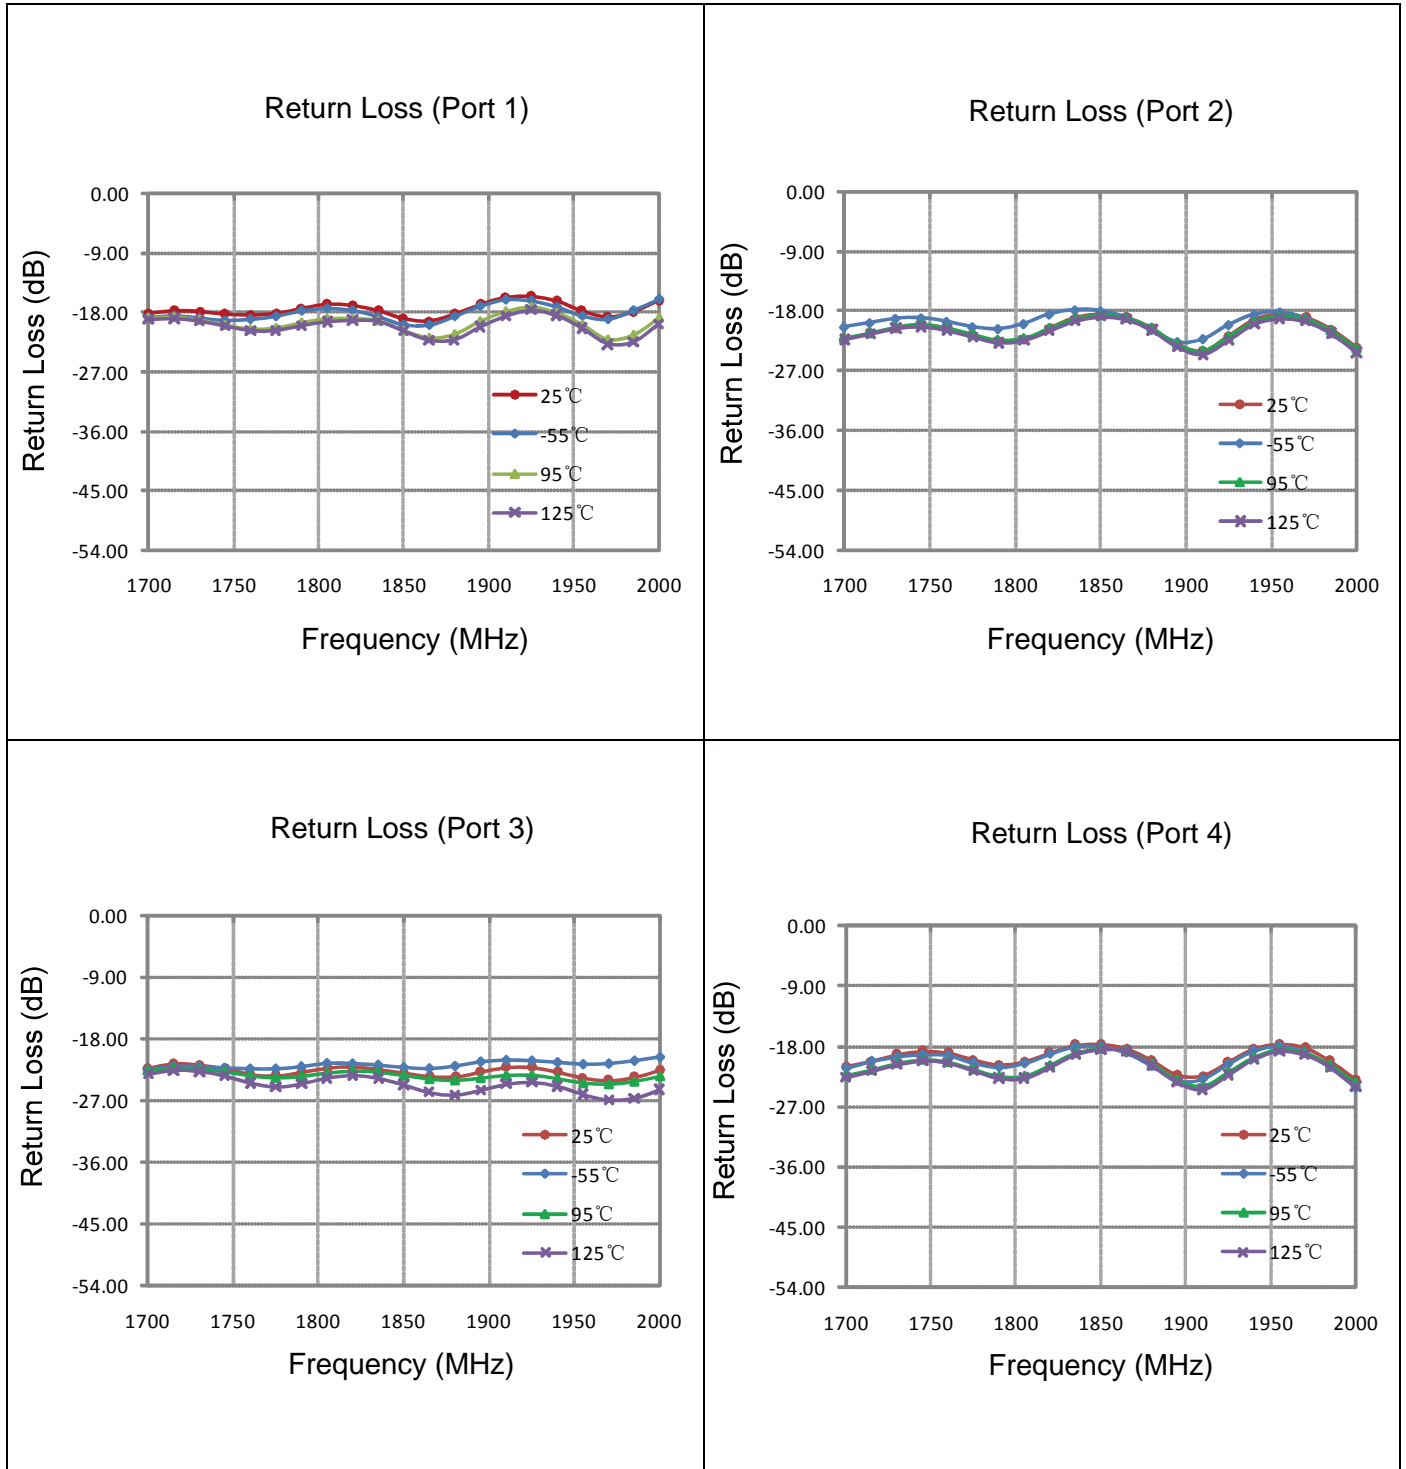 Return Loss (Port 1)
Return Loss (dB)
0.00
-9.00
-18.00
-27.00
-36.00
-45.00
-54.00
25℃
-55℃
95℃
125℃
1700 1750 1800 1850 1900 1950 2000
Frequency (MHz)
Return Loss (Port 2)
Return Loss (dB)
0.00
-9.00
-18.00
-27.00
-36.00
-45.00
-54.00
25℃
-55℃
95℃
125℃
1700 1750 1800 1850 1900 1950 2000
Frequency (MHz)
Return Loss (Port 3)
Return Loss (dB)
0.00
-9.00
-18.00
-27.00
-36.00
-45.00
-54.00
25℃
-55℃
95℃
125℃
1700 1750 1800 1850 1900 1950 2000
Frequency (MHz)
Return Loss (Port 4)
Return Loss (dB)
0.00
-9.00
-18.00
-27.00
-36.00
-45.00
-54.00
25℃
-55℃
95℃
125℃
1700 1750 1800 1850 1900 1950 2000
Frequency (MHz)